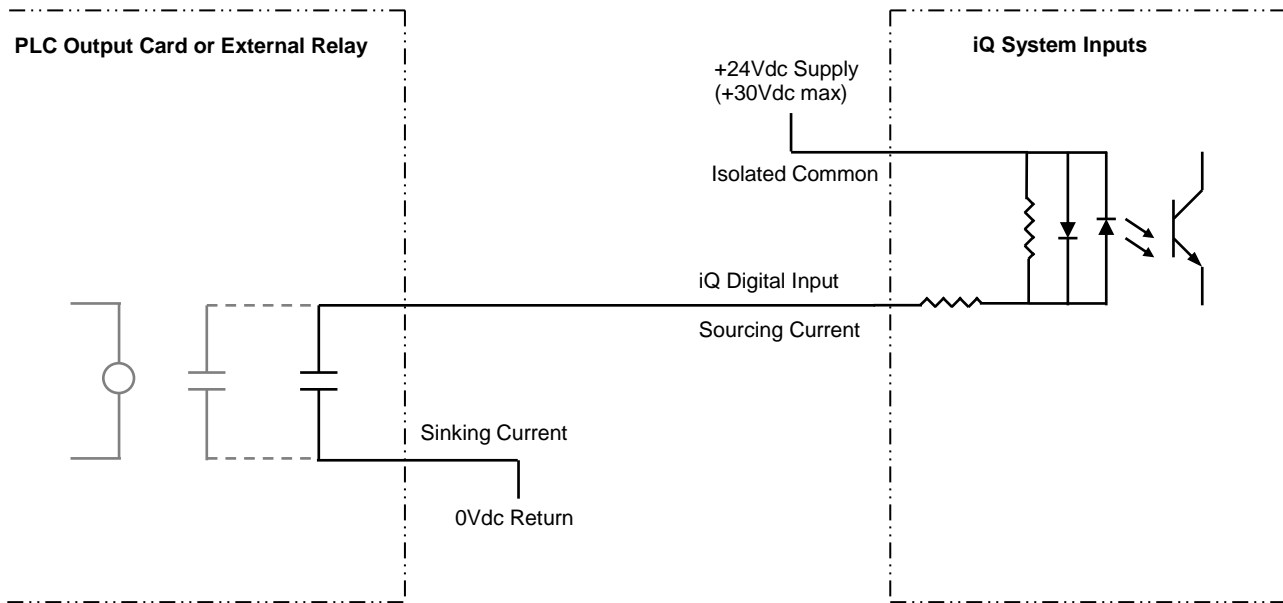 PLC Output Card or External Relay
iQ System Inputs
+24Vdc Supply
(+30Vdc max)
Isolated Common
iQ Digital Input
Sourcing Current
Sinking Current
0Vdc Return